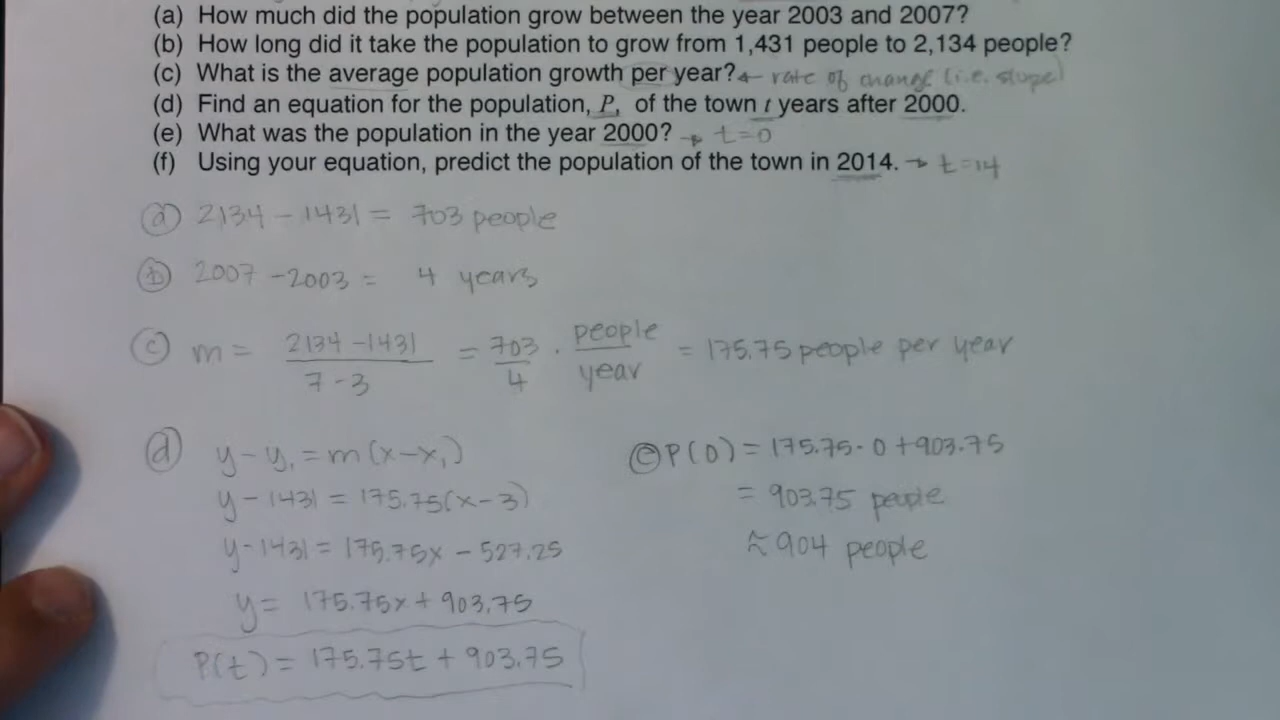 (a) How much did the population grow between the year 2003 and 2007?
(b) How long did it take the population to grow from 1,431 people to 2,134 people?
(c) What is the average population growth per year? ← rate of change (i.e. slope)
(d) Find an equation for the population, P, of the town t years after 2000.
(e) What was the population in the year 2000? → t=0
(f) Using your equation, predict the population of the town in 2014. → t=14
(a) 2134 - 1431 = 703 people
(b) 2007 - 2003 = 4 years
(c) m = 2134 - 1431 / 7 - 3 = 703 / 4 · people / year = 175.75 people per year
(d) y - y₁ = m(x - x₁)
y - 1431 = 175.75(x - 3)
y - 1431 = 175.75x - 527.25
y = 175.75x + 903.75
P(t) = 175.75t + 903.75
(e) P(0) = 175.75 · 0 + 903.75
= 903.75 people
≈ 904 people